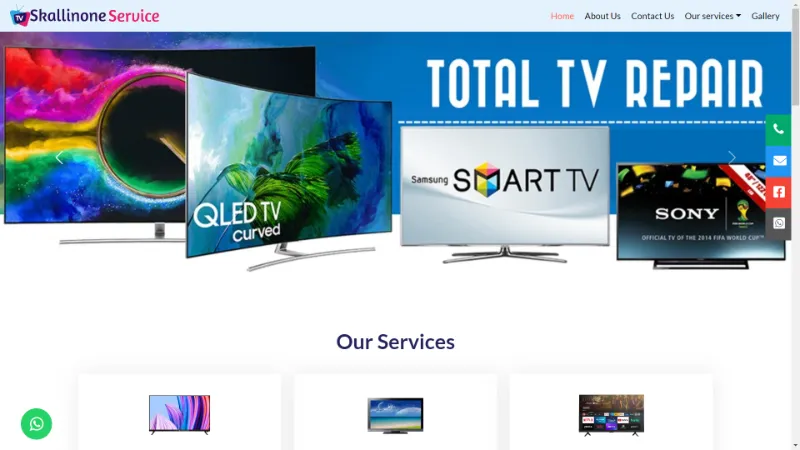 TV Skallinone Service
Home About Us Contact Us Our services Gallery
TOTAL TV REPAIR
QLED TV
curved
Samsung SMART TV
SONY
OFFICIAL TV OF THE 2014 FIFA WORLD CUP™
Our Services